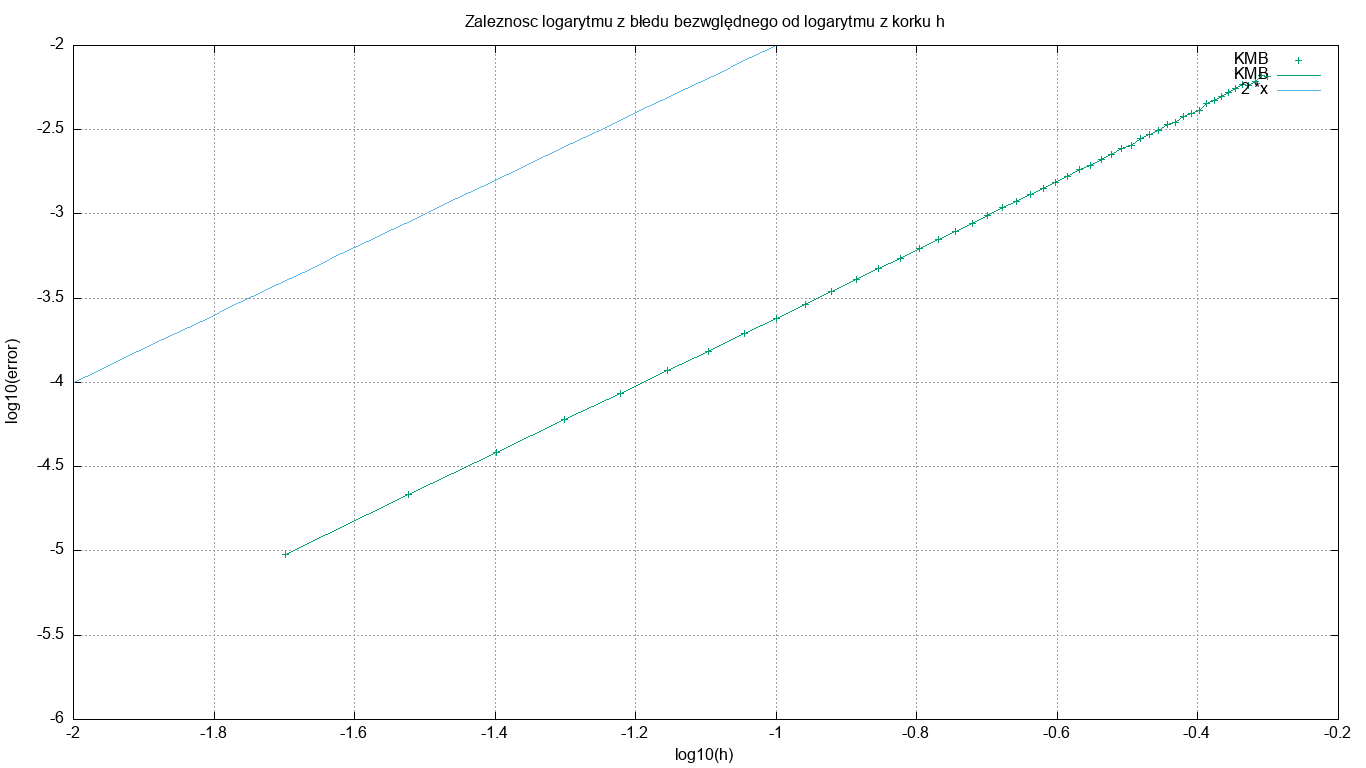 Zaleznosc logarytmu z błedu bezwględnego od logarytmu z korku h
KMB
KMB
2 *x
-2
-2.5
-3
-3.5
-4
-4.5
-5
-5.5
-6
log10(error)
-2 -1.8 -1.6 -1.4 -1.2 -1 -0.8 -0.6 -0.4 -0.2
log10(h)